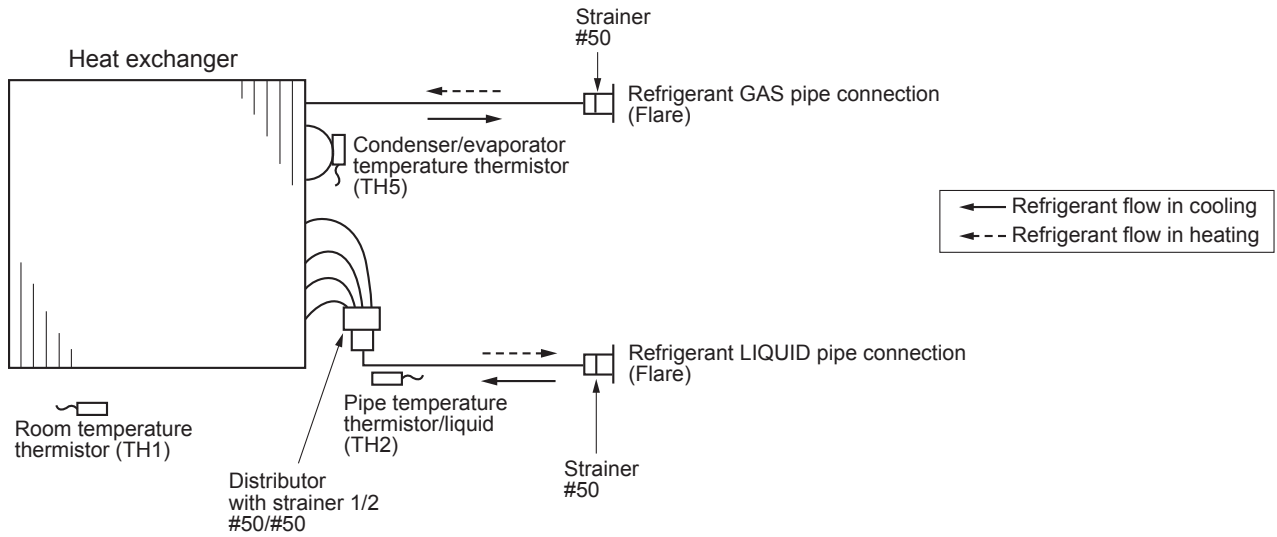 Strainer
#50
Heat exchanger
Refrigerant GAS pipe connection
(Flare)
Condenser/evaporator
temperature thermistor
(TH5)
Refrigerant flow in cooling
Refrigerant flow in heating
Refrigerant LIQUID pipe connection
(Flare)
Pipe temperature
thermistor/liquid
(TH2)
Room temperature
thermistor (TH1)
Distributor
with strainer 1/2
#50/#50
Strainer
#50